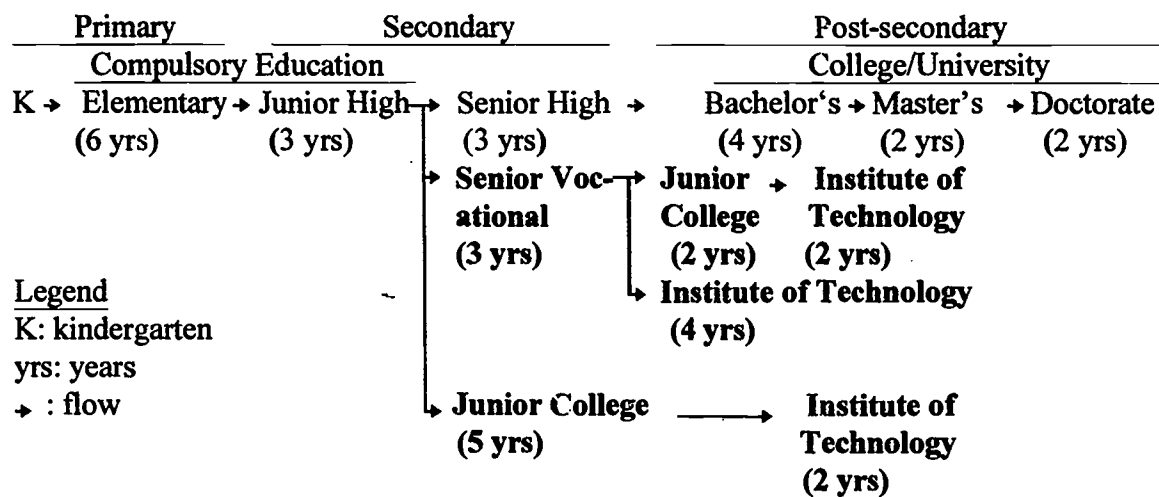 Primary Secondary Post-secondary
Compulsory Education College/University
K → Elementary → Junior High → Senior High → Bachelor‘s → Master’s → Doctorate
(6 yrs) (3 yrs) (3 yrs) (4 yrs) (2 yrs) (2 yrs)
Senior Voc- → Junior → Institute of
ational College Technology
(3 yrs) (2 yrs) (2 yrs)
Legend → Institute of Technology
K: kindergarten (4 yrs)
yrs: years
→ : flow → Junior College → Institute of
(5 yrs) Technology
(2 yrs)